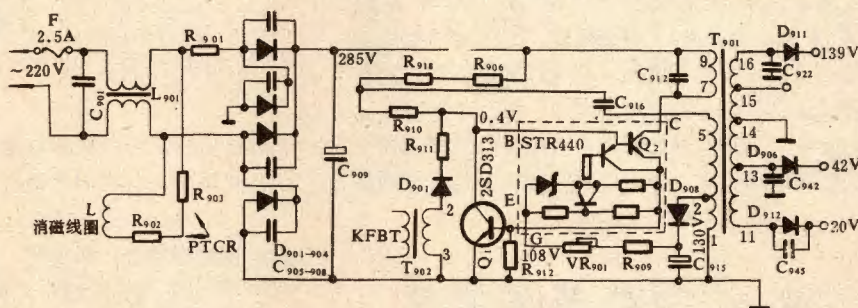 F
2.5A
~220V
C901
L901
R901
L
消磁线圈
R902
R903
PTCR
D901-904
C905-908
285V
C909
R918
R906
R910
R911
D901
KFBT
2
3
T902
0.4V
2SD313
Q1
B
STR440
Q2
C916
C
E
G
108V
R912
VR901
R909
D908
130V
C915
C912
T901
9
7
5
2
1
16
15
14
13
11
D911
139V
C922
D906
42V
C942
D912
20V
C945